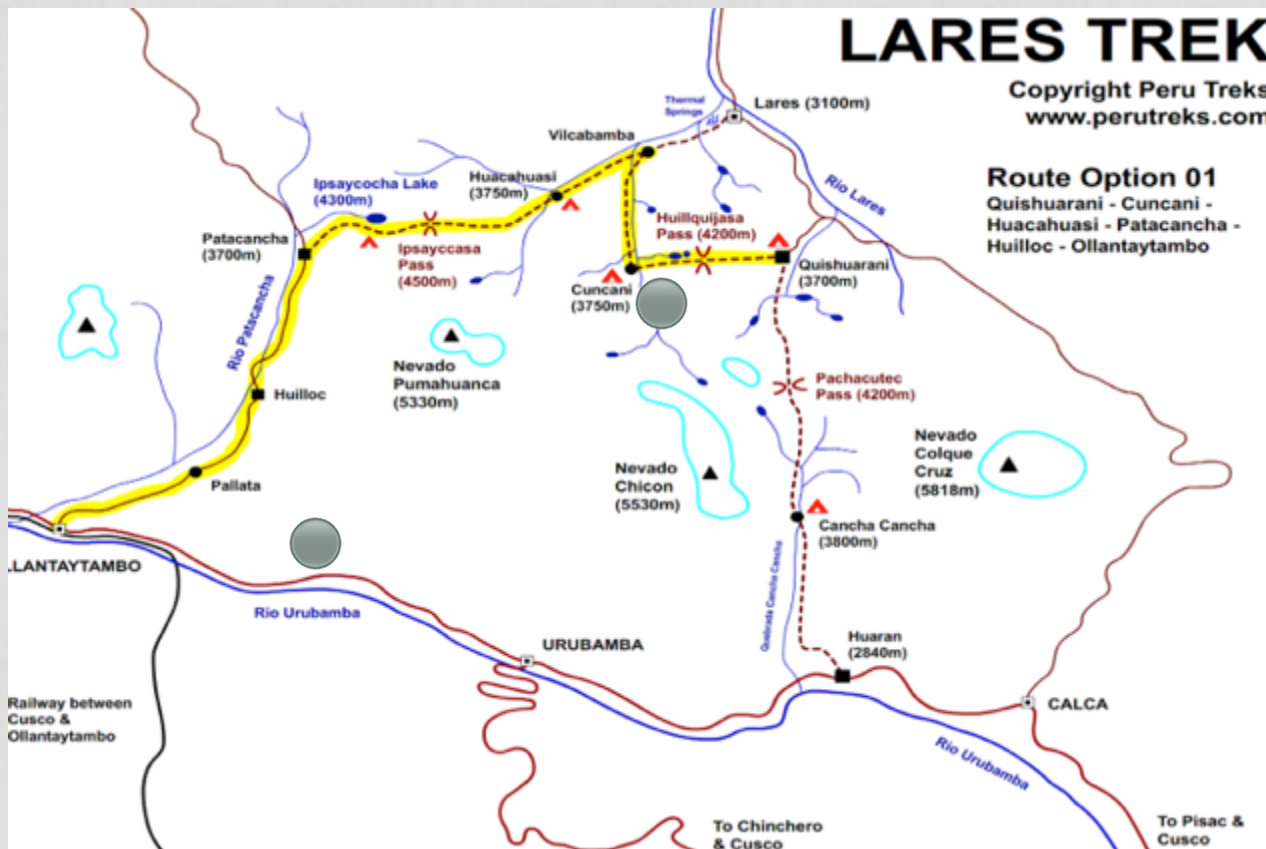 LARES TREK
Copyright Peru Treks
www.perutreks.com
Route Option 01
Quishuarani - Cuncani -
Huacahuasi - Patacancha -
Huilloc - Ollantaytambo
Thermal
Springs
Lares (3100m)
Vilcabamba
Huacahuasi
(3750m)
Ipsaycocha Lake
(4300m)
Rio Lares
Patacancha
(3700m)
Ipsayccasa
Pass
(4500m)
Huillquijasa
Pass (4200m)
Quishuarani
(3700m)
Cuncani
(3750m)
Rio Patacancha
Nevado
Pumahuanca
(5330m)
Huilloc
Pachacutec
Pass (4200m)
Nevado
Colque
Cruz
(5818m)
Nevado
Chicon
(5530m)
Pallata
Cancha Cancha
(3800m)
LLANTAYTAMBO
Quebrada Cancha Cancha
Rio Urubamba
URUBAMBA
Huaran
(2840m)
CALCA
Railway between
Cusco &
Ollantaytambo
Rio Urubamba
To Chinchero
& Cusco
To Pisac &
Cusco